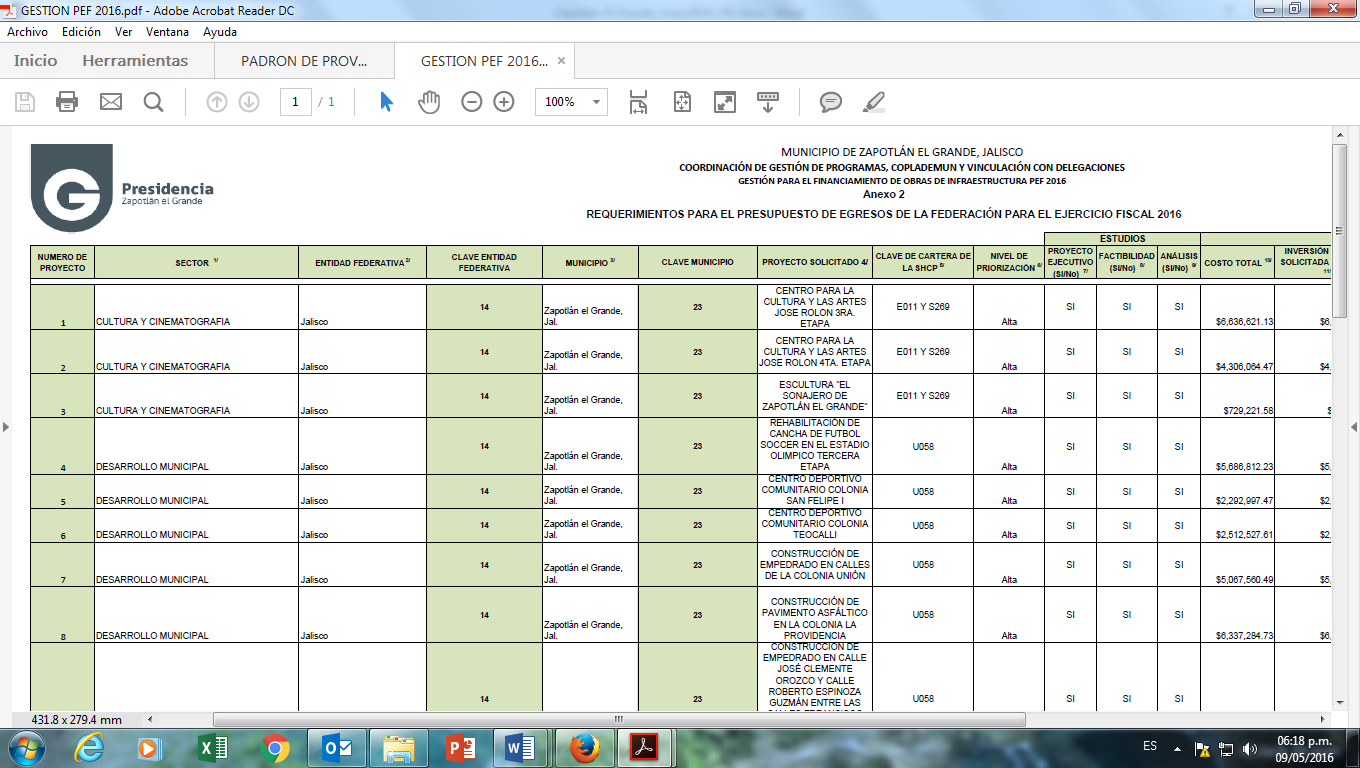 GESTION PEF 2016.pdf - Adobe Acrobat Reader DC
Archivo Edición Ver Ventana Ayuda
Inicio Herramientas PADRON DE PROV... GESTION PEF 2016... ×
1 / 1 100%
G
Presidencia
Zapotlán el Grande
MUNICIPIO DE ZAPOTLÁN EL GRANDE, JALISCO
COORDINACIÓN DE GESTIÓN DE PROGRAMAS, COPLADEMUN Y VINCULACIÓN CON DELEGACIONES
GESTIÓN PARA EL FINANCIAMIENTO DE OBRAS DE INFRAESTRUCTURA PEF 2016
Anexo 2
REQUERIMIENTOS PARA EL PRESUPUESTO DE EGRESOS DE LA FEDERACIÓN PARA EL EJERCICIO FISCAL 2016
ESTUDIOS
NUMERO DE
PROYECTO
SECTOR 1/
ENTIDAD FEDERATIVA 2/
CLAVE ENTIDAD
FEDERATIVA
MUNICIPIO 3/
CLAVE MUNICIPIO
PROYECTO SOLICITADO 4/
CLAVE DE CARTERA DE
LA SHCP 5/
NIVEL DE
PRIORIZACIÓN 6/
PROYECTO
EJECUTIVO
(SI/No) 7/
FACTIBILIDAD
(SI/No) 8/
ANÁLISIS
(SI/No) 9/
COSTO TOTAL 10/
INVERSIÓN
SOLICITADA
11/
1
CULTURA Y CINEMATOGRAFIA
Jalisco
14
Zapotlán el Grande,
Jal.
23
CENTRO PARA LA
CULTURA Y LAS ARTES
JOSE ROLON 3RA.
ETAPA
E011 Y S269
Alta
SI
SI
SI
$6,636,621.13
$6,
2
CULTURA Y CINEMATOGRAFIA
Jalisco
14
Zapotlán el Grande,
Jal.
23
CENTRO PARA LA
CULTURA Y LAS ARTES
JOSE ROLON 4TA. ETAPA
E011 Y S269
Alta
SI
SI
SI
$4,306,064.47
$4,
3
CULTURA Y CINEMATOGRAFIA
Jalisco
14
Zapotlán el Grande,
Jal.
23
ESCULTURA "EL
SONAJERO DE
ZAPOTLÁN EL GRANDE"
E011 Y S269
Alta
SI
SI
SI
$729,221.58
$
4
DESARROLLO MUNICIPAL
Jalisco
14
Zapotlán el Grande,
Jal.
23
REHABILITACIÓN DE
CANCHA DE FUTBOL
SOCCER EN EL ESTADIO
OLIMPICO TERCERA
ETAPA
U058
Alta
SI
SI
SI
$5,686,812.23
$5,
5
DESARROLLO MUNICIPAL
Jalisco
14
Zapotlán el Grande,
Jal.
23
CENTRO DEPORTIVO
COMUNITARIO COLONIA
SAN FELIPE I
U058
Alta
SI
SI
SI
$2,292,997.47
$2,
6
DESARROLLO MUNICIPAL
Jalisco
14
Zapotlán el Grande,
Jal.
23
CENTRO DEPORTIVO
COMUNITARIO COLONIA
TEOCALLI
U058
Alta
SI
SI
SI
$2,512,527.61
$2,
7
DESARROLLO MUNICIPAL
Jalisco
14
Zapotlán el Grande,
Jal.
23
CONSTRUCCIÓN DE
EMPEDRADO EN CALLES
DE LA COLONIA UNIÓN
U058
Alta
SI
SI
SI
$5,067,560.49
$5,
8
DESARROLLO MUNICIPAL
Jalisco
14
Zapotlán el Grande,
Jal.
23
CONSTRUCCIÓN DE
PAVIMENTO ASFÁLTICO
EN LA COLONIA LA
PROVIDENCIA
U058
Alta
SI
SI
SI
$6,337,284.73
$6,
14
23
CONSTRUCCIÓN DE
EMPEDRADO EN CALLE
JOSÉ CLEMENTE
OROZCO Y CALLE
ROBERTO ESPINOZA
GUZMÁN ENTRE LAS
U058
SI
SI
SI
431.8 x 279.4 mm
ES
06:18 p.m.
09/05/2016